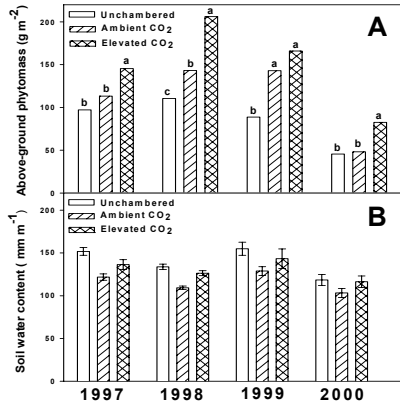 Above-ground phytomass (g m-2)
200
150
100
50
0
Unchambered
Ambient CO2
Elevated CO2
A
b b a
c b a
b a a
b b a
Soil water content ( mm m-1)
200
150
100
50
0
Unchambered
Ambient CO2
Elevated CO2
B
1997 1998 1999 2000